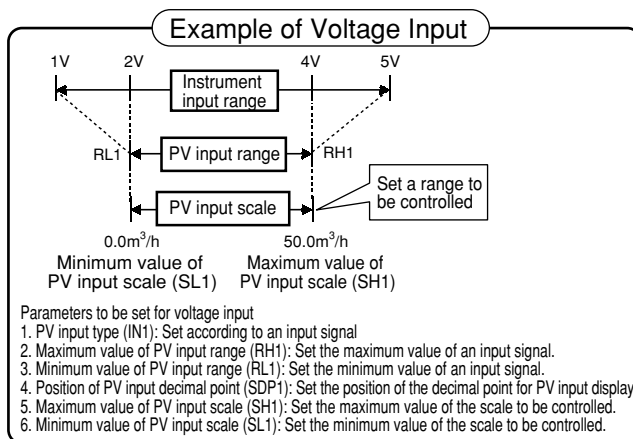 Example of Voltage Input
1V 2V 4V 5V
Instrument
input range
RL1 PV input range RH1
Set a range to
be controlled
PV input scale
0.0m³/h 50.0m³/h
Minimum value of Maximum value of
PV input scale (SL1) PV input scale (SH1)
Parameters to be set for voltage input
1. PV input type (IN1): Set according to an input signal
2. Maximum value of PV input range (RH1): Set the maximum value of an input signal.
3. Minimum value of PV input range (RL1): Set the minimum value of an input signal.
4. Position of PV input decimal point (SDP1): Set the position of the decimal point for PV input display
5. Maximum value of PV input scale (SH1): Set the maximum value of the scale to be controlled.
6. Minimum value of PV input scale (SL1): Set the minimum value of the scale to be controlled.